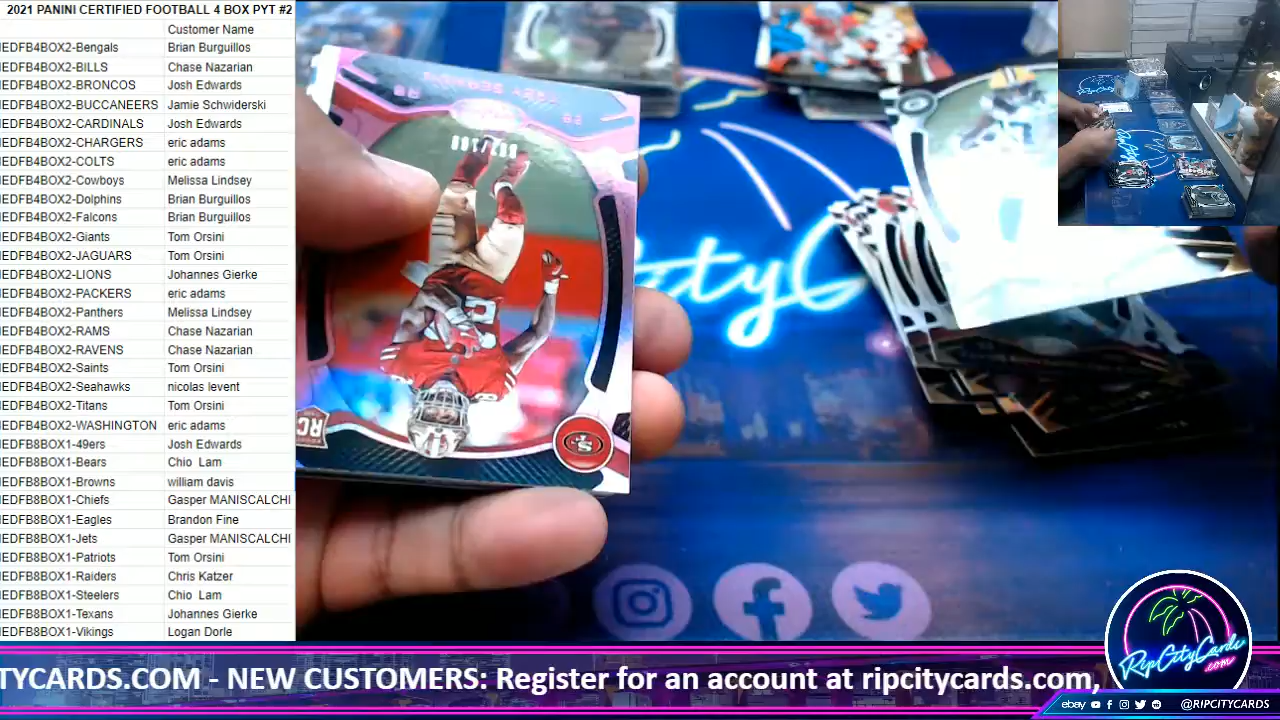 2021 PANINI CERTIFIED FOOTBALL 4 BOX PYT #2
Customer Name
IEDFB4BOX2-Bengals Brian Burguillos
IEDFB4BOX2-BILLS Chase Nazarian
IEDFB4BOX2-BRONCOS Josh Edwards
IEDFB4BOX2-BUCCANEERS Jamie Schwiderski
IEDFB4BOX2-CARDINALS Josh Edwards
IEDFB4BOX2-CHARGERS eric adams
IEDFB4BOX2-COLTS eric adams
IEDFB4BOX2-Cowboys Melissa Lindsey
IEDFB4BOX2-Dolphins Brian Burguillos
IEDFB4BOX2-Falcons Brian Burguillos
IEDFB4BOX2-Giants Tom Orsini
IEDFB4BOX2-JAGUARS Tom Orsini
IEDFB4BOX2-LIONS Johannes Gierke
IEDFB4BOX2-PACKERS eric adams
IEDFB4BOX2-Panthers Melissa Lindsey
IEDFB4BOX2-RAMS Chase Nazarian
IEDFB4BOX2-RAVENS Chase Nazarian
IEDFB4BOX2-Saints Tom Orsini
IEDFB4BOX2-Seahawks nicolas levent
IEDFB4BOX2-Titans Tom Orsini
IEDFB4BOX2-WASHINGTON eric adams
IEDFB8BOX1-49ers Josh Edwards
IEDFB8BOX1-Bears Chio Lam
IEDFB8BOX1-Browns william davis
IEDFB8BOX1-Chiefs Gasper MANISCALCHI
IEDFB8BOX1-Eagles Brandon Fine
IEDFB8BOX1-Jets Gasper MANISCALCHI
IEDFB8BOX1-Patriots Tom Orsini
IEDFB8BOX1-Raiders Chris Katzer
IEDFB8BOX1-Steelers Chio Lam
IEDFB8BOX1-Texans Johannes Gierke
IEDFB8BOX1-Vikings Logan Dorle
RB
SF
RC
ityC
RipCityCards
.com
TYCARDS.COM - NEW CUSTOMERS: Register for an account at ripcitycards.com,
ebay @RIPCITYCARDS